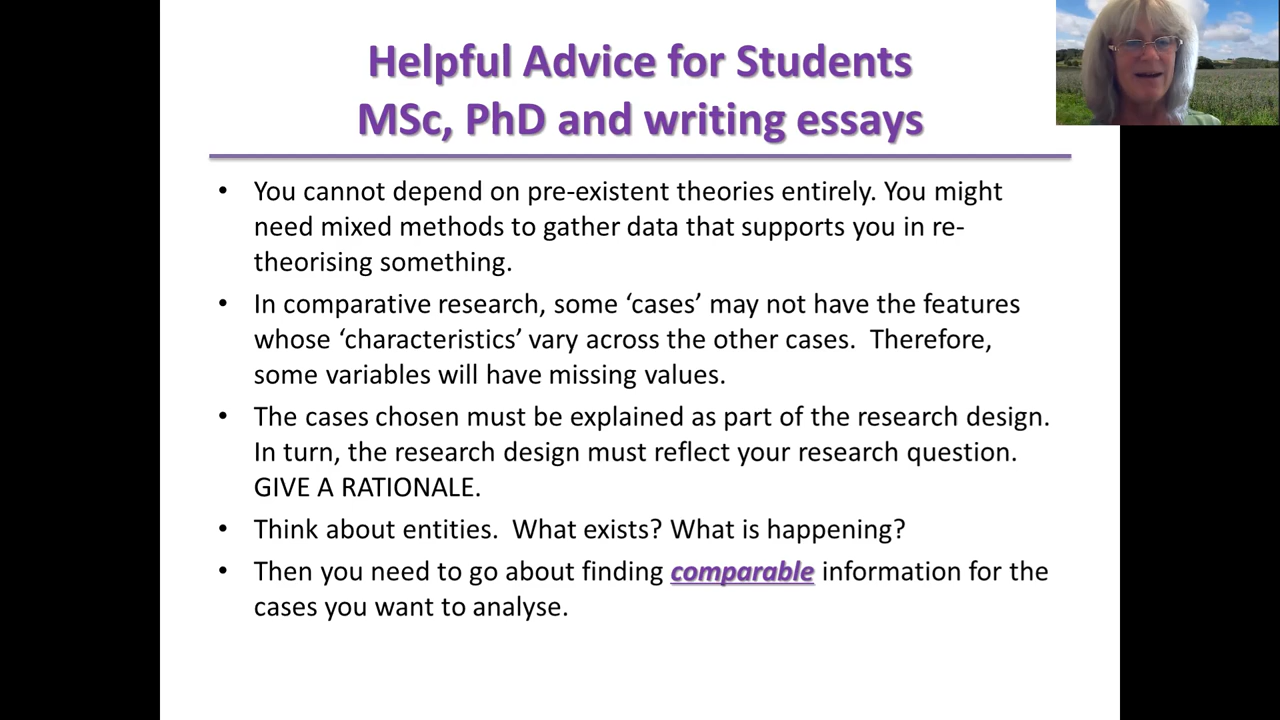 Helpful Advice for Students
MSc, PhD and writing essays
• You cannot depend on pre-existent theories entirely. You might
need mixed methods to gather data that supports you in re-
theorising something.
• In comparative research, some ‘cases’ may not have the features
whose ‘characteristics’ vary across the other cases.  Therefore,
some variables will have missing values.
• The cases chosen must be explained as part of the research design.
In turn, the research design must reflect your research question.
GIVE A RATIONALE.
• Think about entities.  What exists? What is happening?
• Then you need to go about finding comparable information for the
cases you want to analyse.